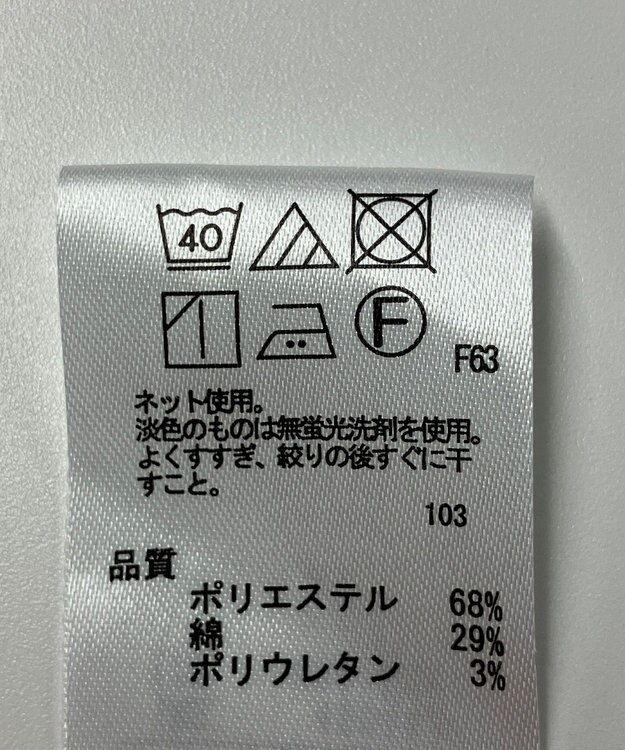 40
F
F63
ネット使用。
淡色のものは無蛍光洗剤を使用。
よくすすぎ、絞りの後すぐに干
すこと。
103
品質
ポリエステル 68%
綿 29%
ポリウレタン 3%